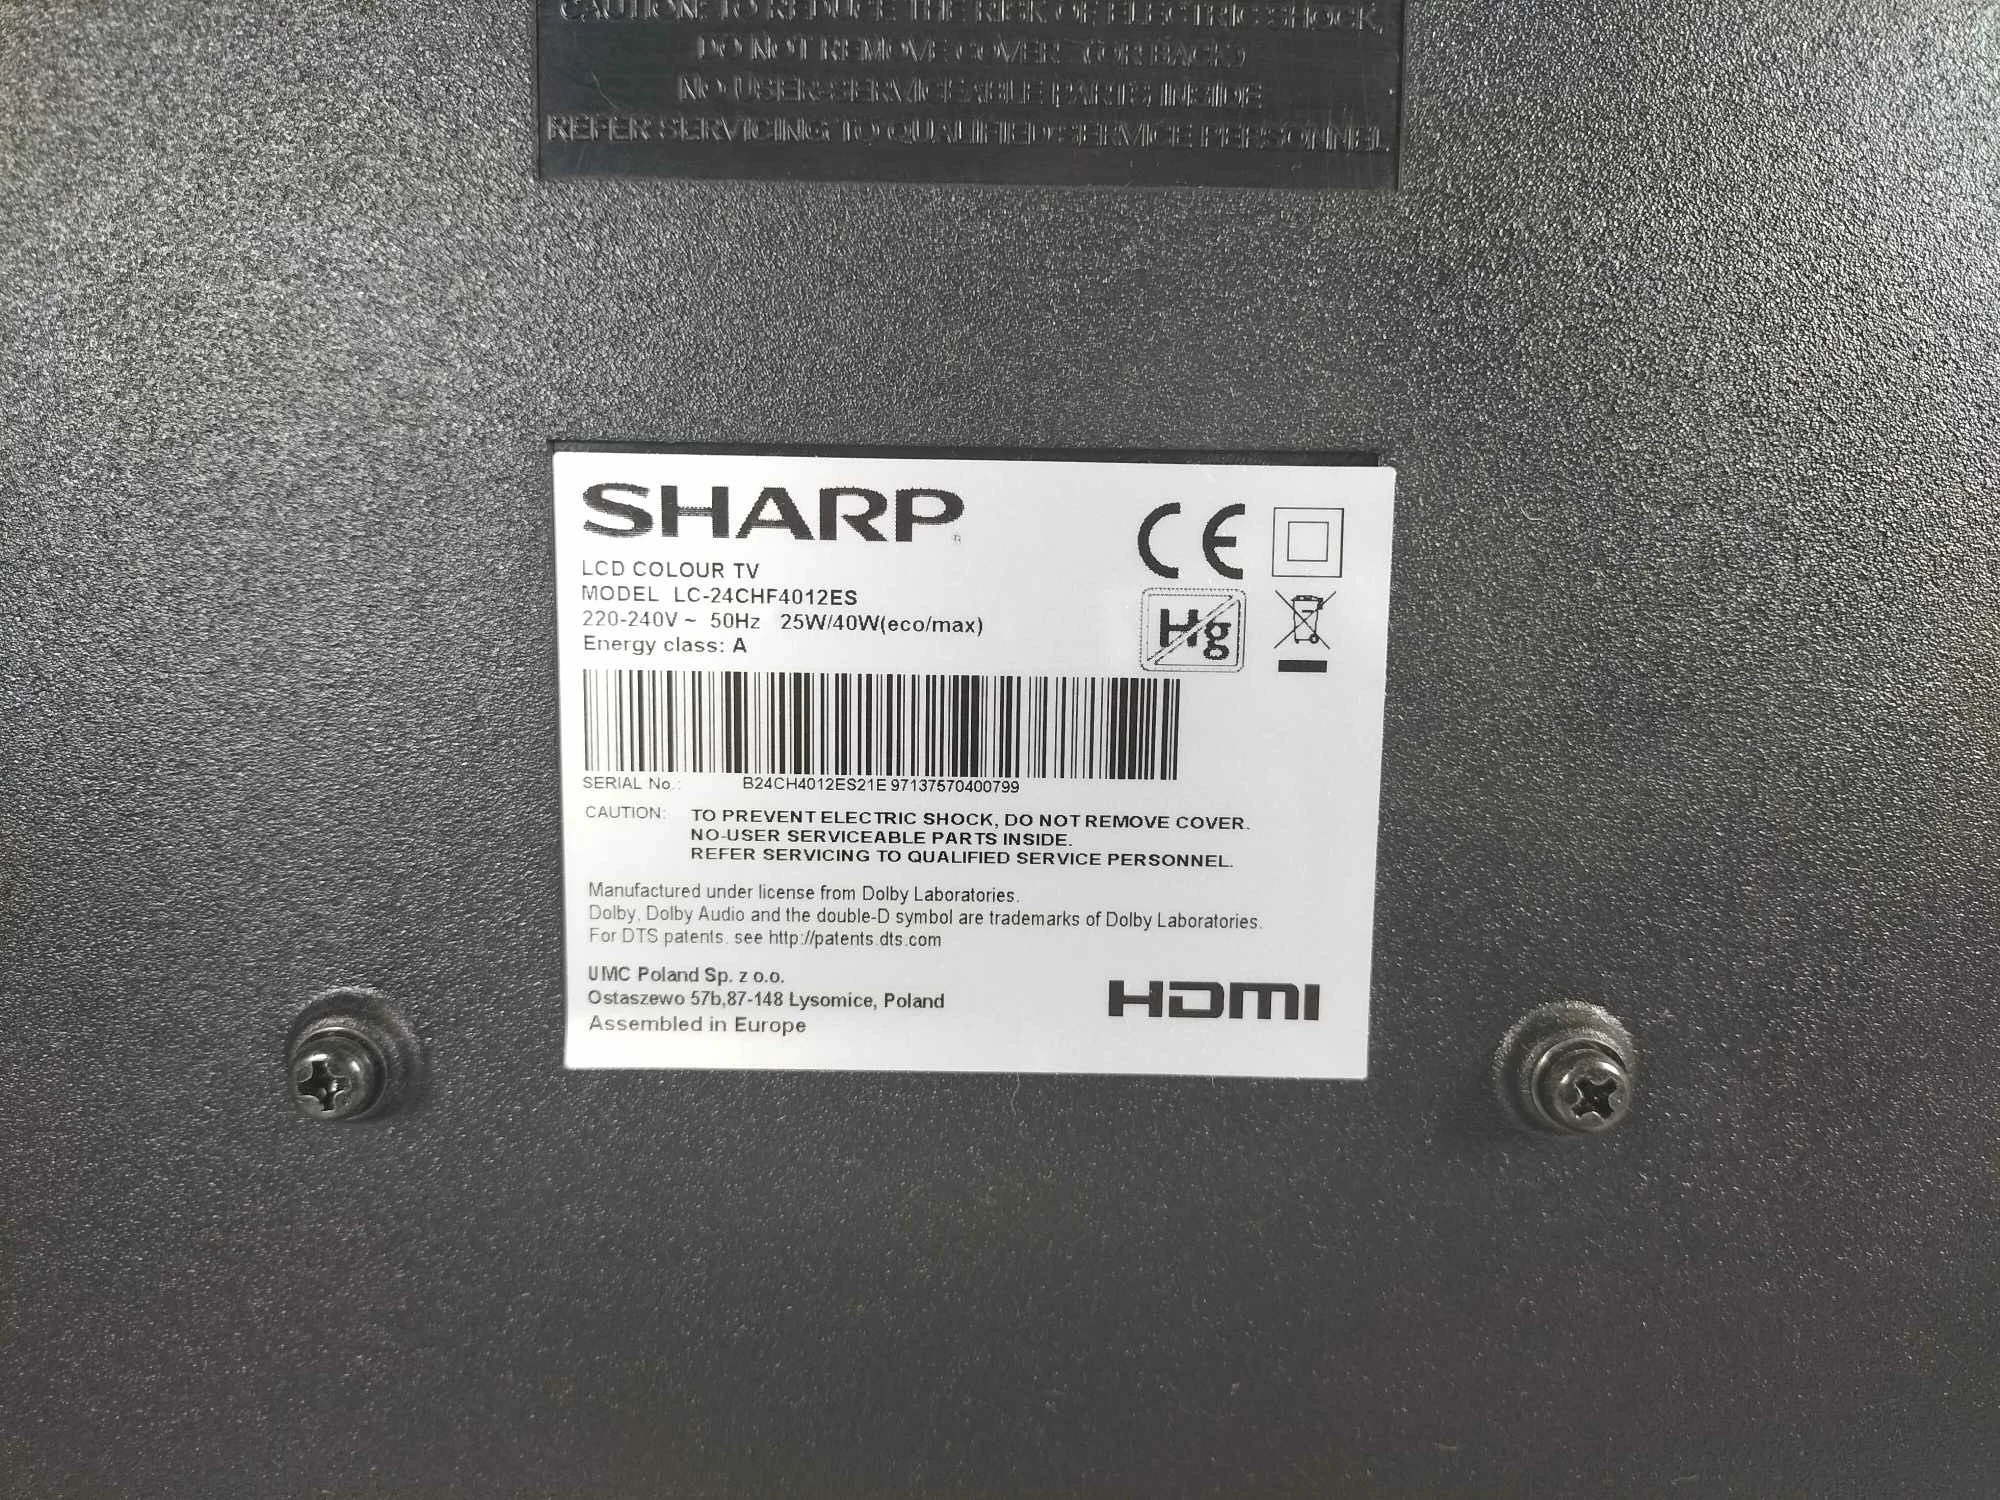 CAUTION: TO REDUCE THE RISK OF ELECTRIC SHOCK,
DO NOT REMOVE COVER (OR BACK)
NO USER-SERVICEABLE PARTS INSIDE
REFER SERVICING TO QUALIFIED SERVICE PERSONNEL
SHARP®
LCD COLOUR TV
MODEL LC-24CHF4012ES
220-240V ~ 50Hz 25W/40W(eco/max)
Energy class: A
CE
Hg
SERIAL No.: B24CH4012ES21E 97137570400799
CAUTION: TO PREVENT ELECTRIC SHOCK, DO NOT REMOVE COVER.
NO-USER SERVICEABLE PARTS INSIDE.
REFER SERVICING TO QUALIFIED SERVICE PERSONNEL.
Manufactured under license from Dolby Laboratories.
Dolby, Dolby Audio and the double-D symbol are trademarks of Dolby Laboratories.
For DTS patents. see http://patents.dts.com
UMC Poland Sp. z o.o.
Ostaszewo 57b,87-148 Lysomice, Poland
Assembled in Europe
HDMI